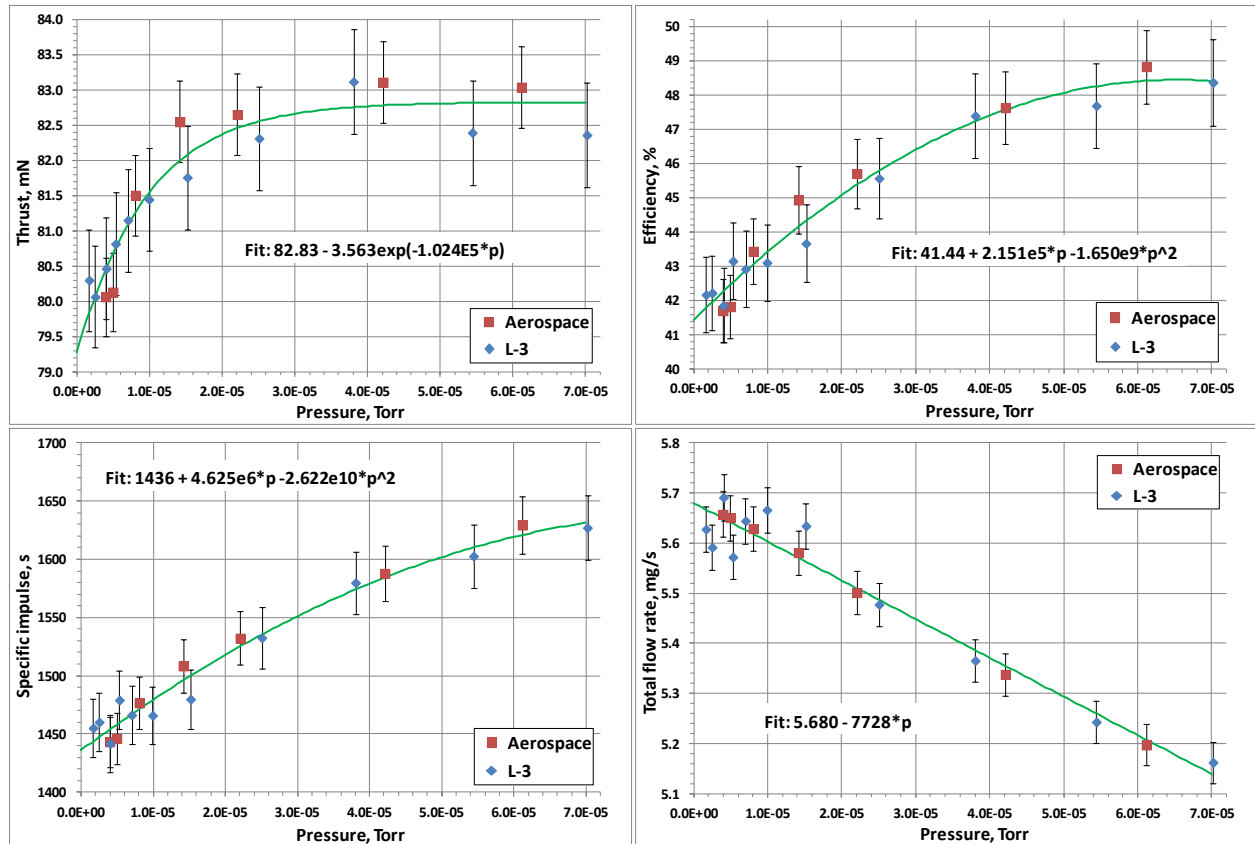 84.0
83.5
83.0
82.5
82.0
81.5
81.0
80.5
80.0
79.5
79.0
Thrust, mN
Fit: 82.83 - 3.563exp(-1.024E5*p)
Aerospace
L-3
0.0E+00 1.0E-05 2.0E-05 3.0E-05 4.0E-05 5.0E-05 6.0E-05 7.0E-05
Pressure, Torr
50
49
48
47
46
45
44
43
42
41
40
Efficiency, %
Fit: 41.44 + 2.151e5*p -1.650e9*p^2
Aerospace
L-3
0.0E+00 1.0E-05 2.0E-05 3.0E-05 4.0E-05 5.0E-05 6.0E-05 7.0E-05
Pressure, Torr
1700
1650
1600
1550
1500
1450
1400
Specific impulse, s
Fit: 1436 + 4.625e6*p -2.622e10*p^2
Aerospace
L-3
0.0E+00 1.0E-05 2.0E-05 3.0E-05 4.0E-05 5.0E-05 6.0E-05 7.0E-05
Pressure, Torr
5.8
5.7
5.6
5.5
5.4
5.3
5.2
5.1
Total flow rate, mg/s
Aerospace
L-3
Fit: 5.680 - 7728*p
0.0E+00 1.0E-05 2.0E-05 3.0E-05 4.0E-05 5.0E-05 6.0E-05 7.0E-05
Pressure, Torr